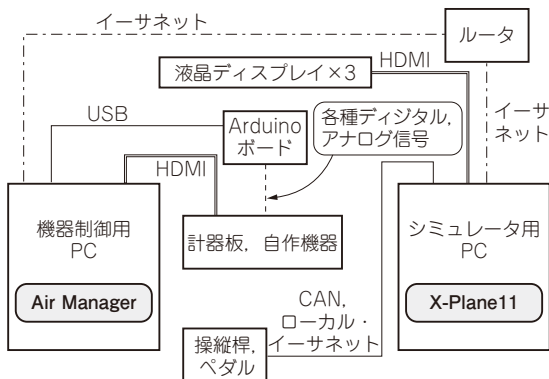 イーサネット
ルータ
液晶ディスプレイ×3
HDMI
USB
Arduino
ボード
各種ディジタル,
アナログ信号
イーサ
ネット
HDMI
機器制御用
PC
Air Manager
計器板，自作機器
シミュレータ用
PC
X-Plane11
CAN,
ローカル・
イーサネット
操縦桿,
ペダル